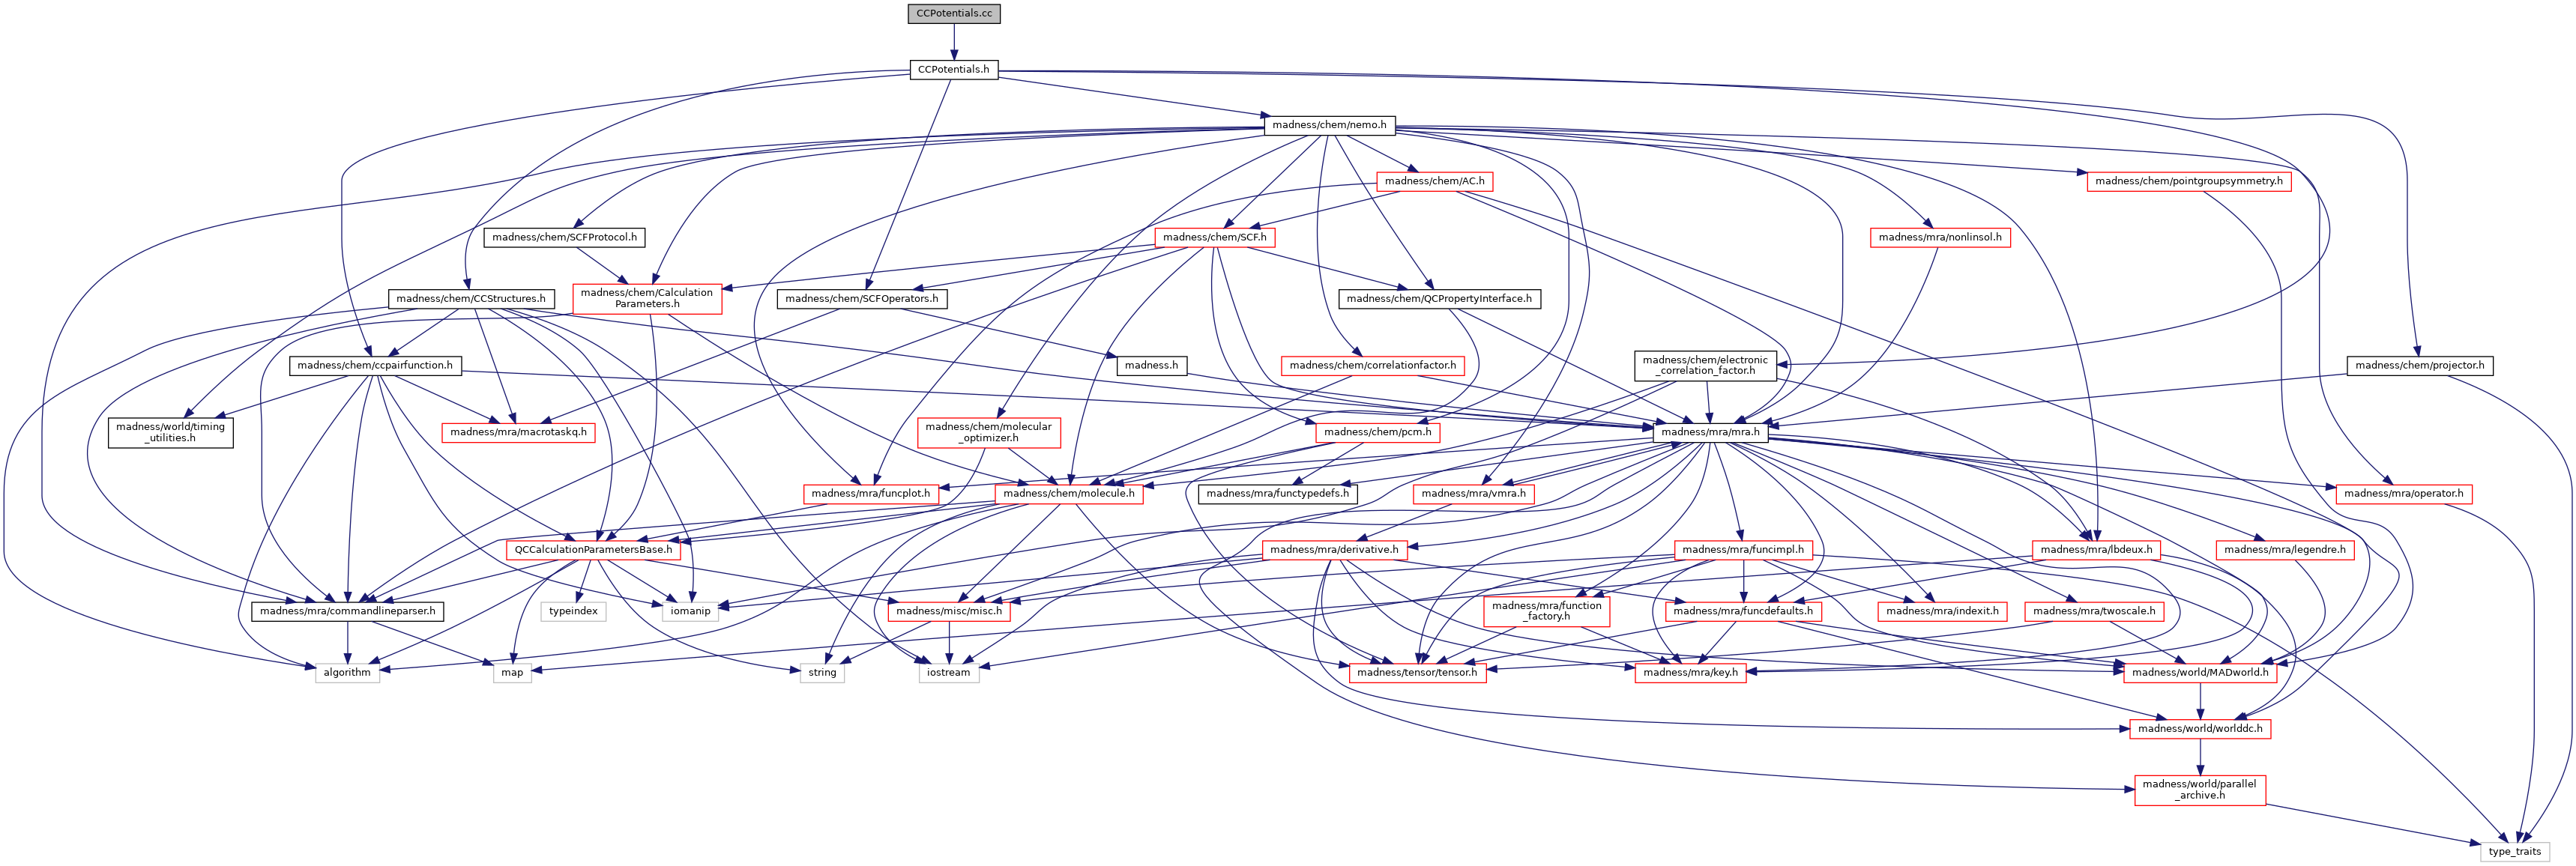 CCPotentials.cc
CCPotentials.h
madness/chem/nemo.h
madness/chem/AC.h
madness/chem/pointgroupsymmetry.h
madness/chem/SCFProtocol.h
madness/chem/SCF.h
madness/mra/nonlinsol.h
madness/chem/CCStructures.h
madness/chem/Calculation
Parameters.h
madness/chem/SCFOperators.h
madness/chem/QCPropertyInterface.h
madness/chem/ccpairfunction.h
madness.h
madness/chem/correlationfactor.h
madness/chem/electronic
_correlation_factor.h
madness/chem/projector.h
madness/world/timing
_utilities.h
madness/mra/macrotaskq.h
madness/chem/molecular
_optimizer.h
madness/chem/pcm.h
madness/mra/mra.h
madness/mra/funcplot.h
madness/chem/molecule.h
madness/mra/functypedefs.h
madness/mra/vmra.h
madness/mra/operator.h
QCCalculationParametersBase.h
madness/mra/derivative.h
madness/mra/funcimpl.h
madness/mra/lbdeux.h
madness/mra/legendre.h
madness/mra/commandlineparser.h
typeindex
iomanip
madness/misc/misc.h
madness/mra/function
_factory.h
madness/mra/funcdefaults.h
madness/mra/indexit.h
madness/mra/twoscale.h
algorithm
map
string
iostream
madness/tensor/tensor.h
madness/mra/key.h
madness/world/MADworld.h
madness/world/worlddc.h
madness/world/parallel
_archive.h
type_traits